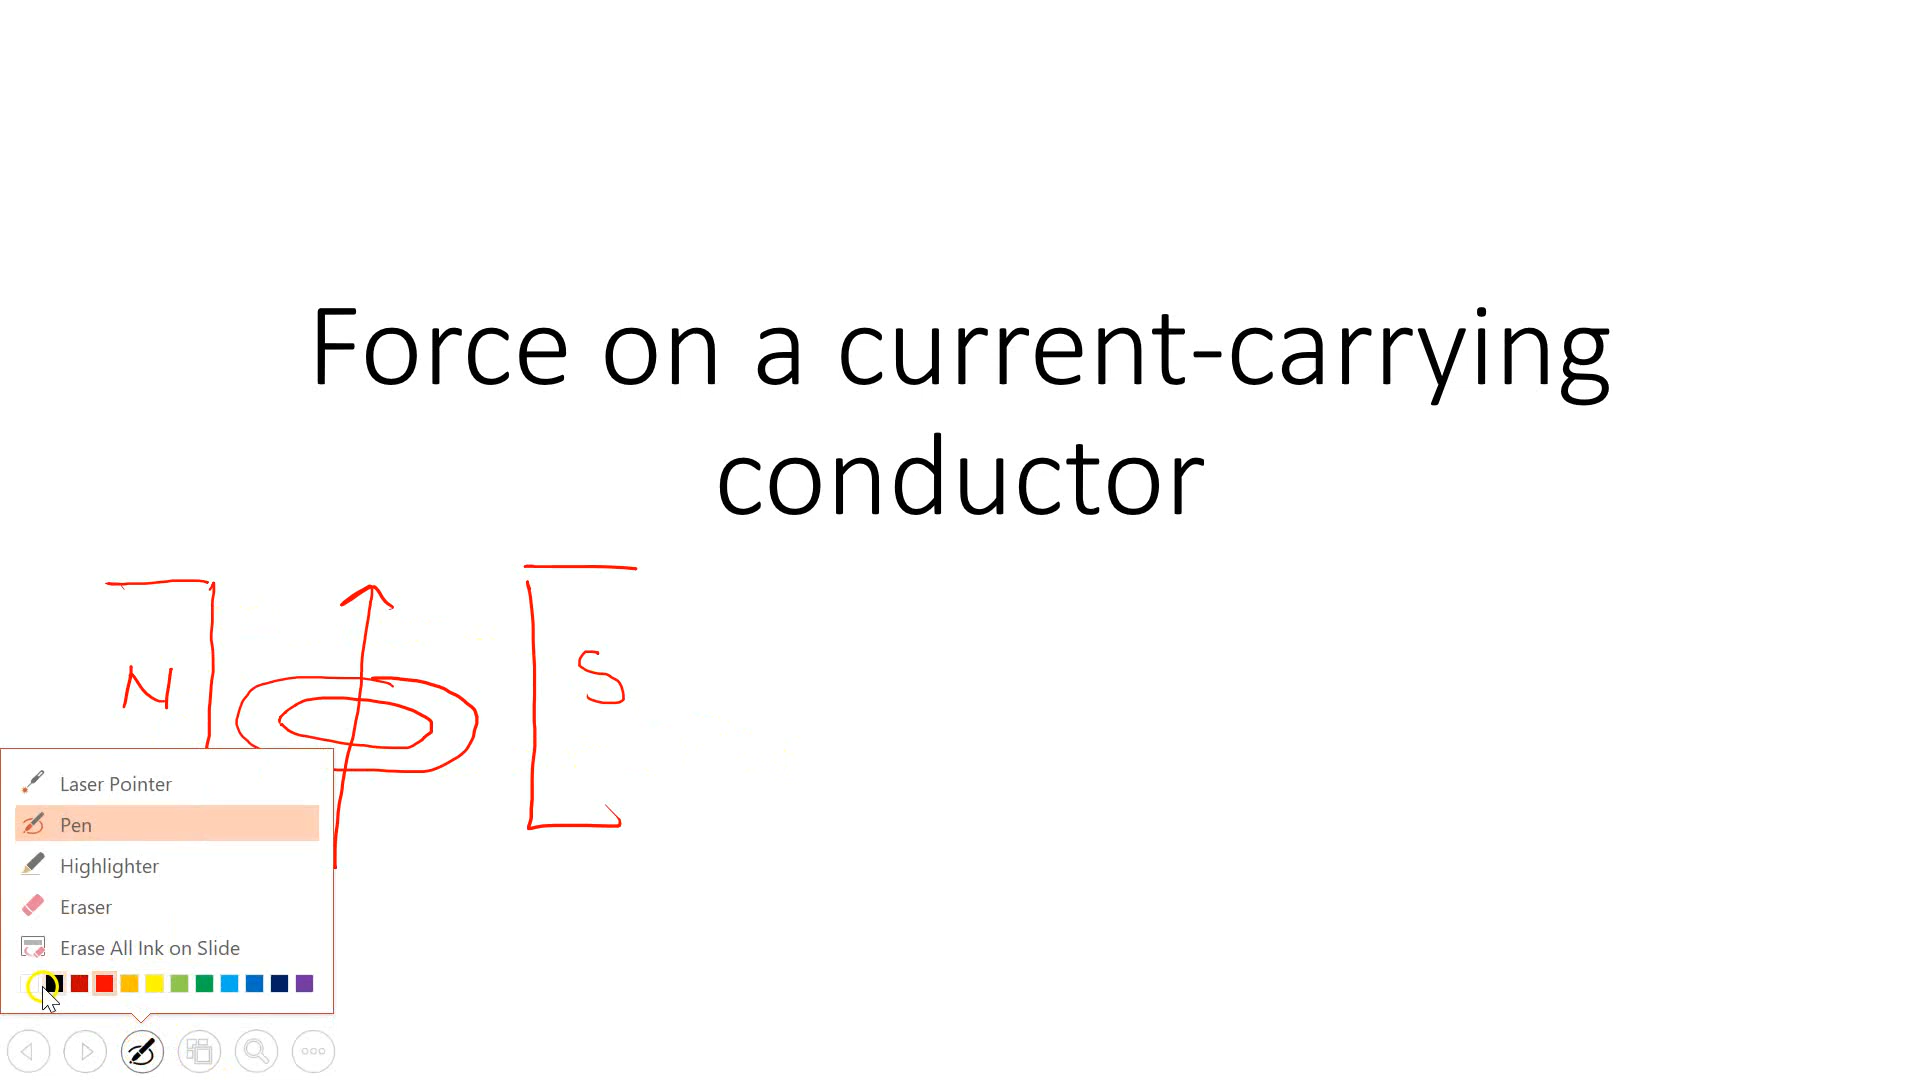 Force on a current-carrying
conductor
N
S
Laser Pointer
Pen
Highlighter
Eraser
Erase All Ink on Slide